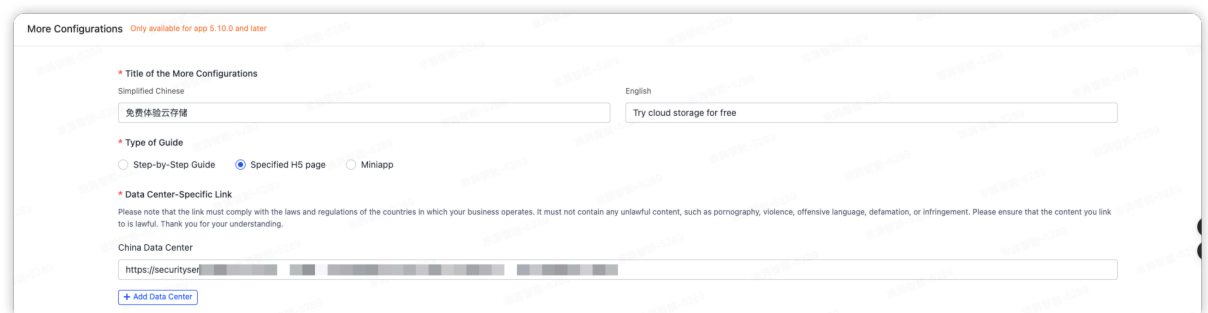 More Configurations Only available for app 5.10.0 and later
* Title of the More Configurations
Simplified Chinese English
免费体验云存储 Try cloud storage for free
* Type of Guide
Step-by-Step Guide Specified H5 page Miniapp
* Data Center-Specific Link
Please note that the link must comply with the laws and regulations of the countries in which your business operates. It must not contain any unlawful content, such as pornography, violence, offensive language, defamation, or infringement. Please ensure that the content you link
to is lawful. Thank you for your understanding.
China Data Center
https://securityser
+ Add Data Center